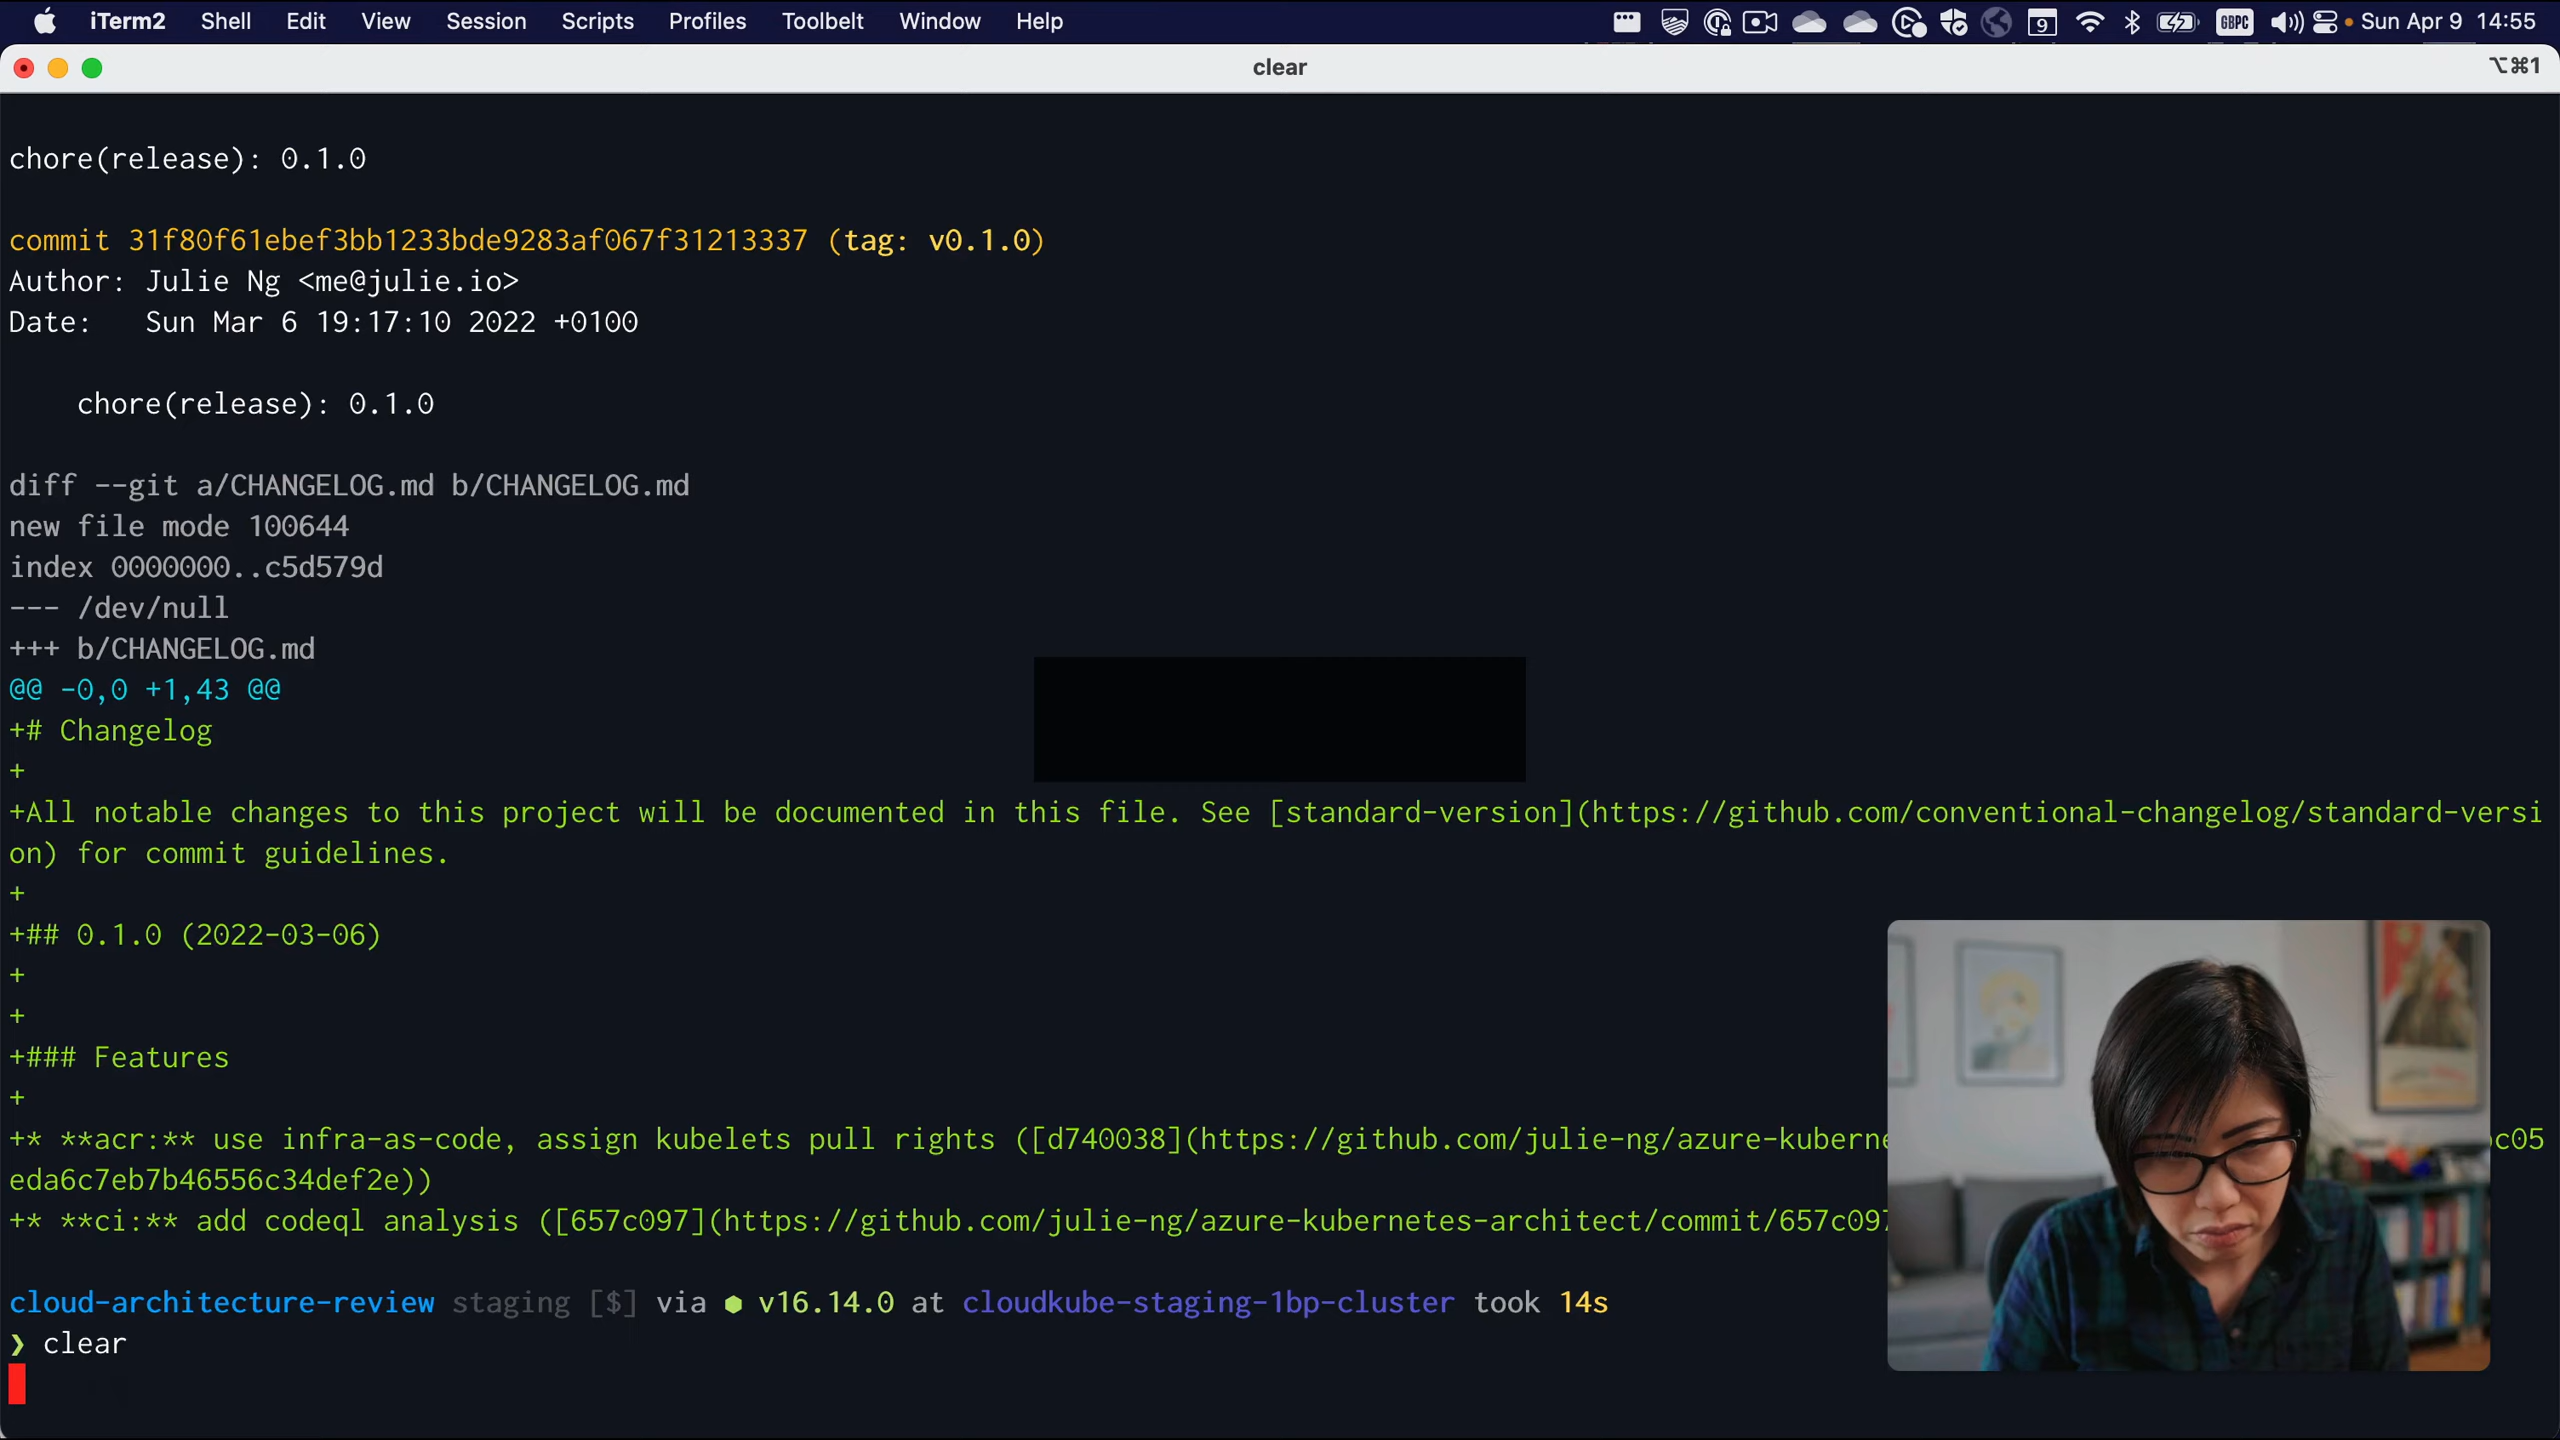 iTerm2 Shell Edit View Session Scripts Profiles Toolbelt Window Help 9 GBPC Sun Apr 9 14:55
clear ⌥⌘1
chore(release): 0.1.0
commit 31f80f61ebef3bb1233bde9283af067f31213337 (tag: v0.1.0)
Author: Julie Ng <me@julie.io>
Date:   Sun Mar 6 19:17:10 2022 +0100
    chore(release): 0.1.0
diff --git a/CHANGELOG.md b/CHANGELOG.md
new file mode 100644
index 0000000..c5d579d
--- /dev/null
+++ b/CHANGELOG.md
@@ -0,0 +1,43 @@
+# Changelog
+
+All notable changes to this project will be documented in this file. See [standard-version](https://github.com/conventional-changelog/standard-versi
on) for commit guidelines.
+
+## 0.1.0 (2022-03-06)
+
+
+### Features
+
+* **acr:** use infra-as-code, assign kubelets pull rights ([d740038](https://github.com/julie-ng/azure-kuberne c05
eda6c7eb7b46556c34def2e))
+* **ci:** add codeql analysis ([657c097](https://github.com/julie-ng/azure-kubernetes-architect/commit/657c097
cloud-architecture-review staging [$] via ⬢ v16.14.0 at cloudkube-staging-1bp-cluster took 14s
❯ clear